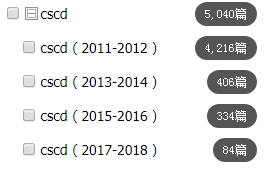 cscd 5,040篇
cscd ( 2011-2012 ) 4,216篇
cscd ( 2013-2014 ) 406篇
cscd ( 2015-2016 ) 334篇
cscd ( 2017-2018 ) 84篇